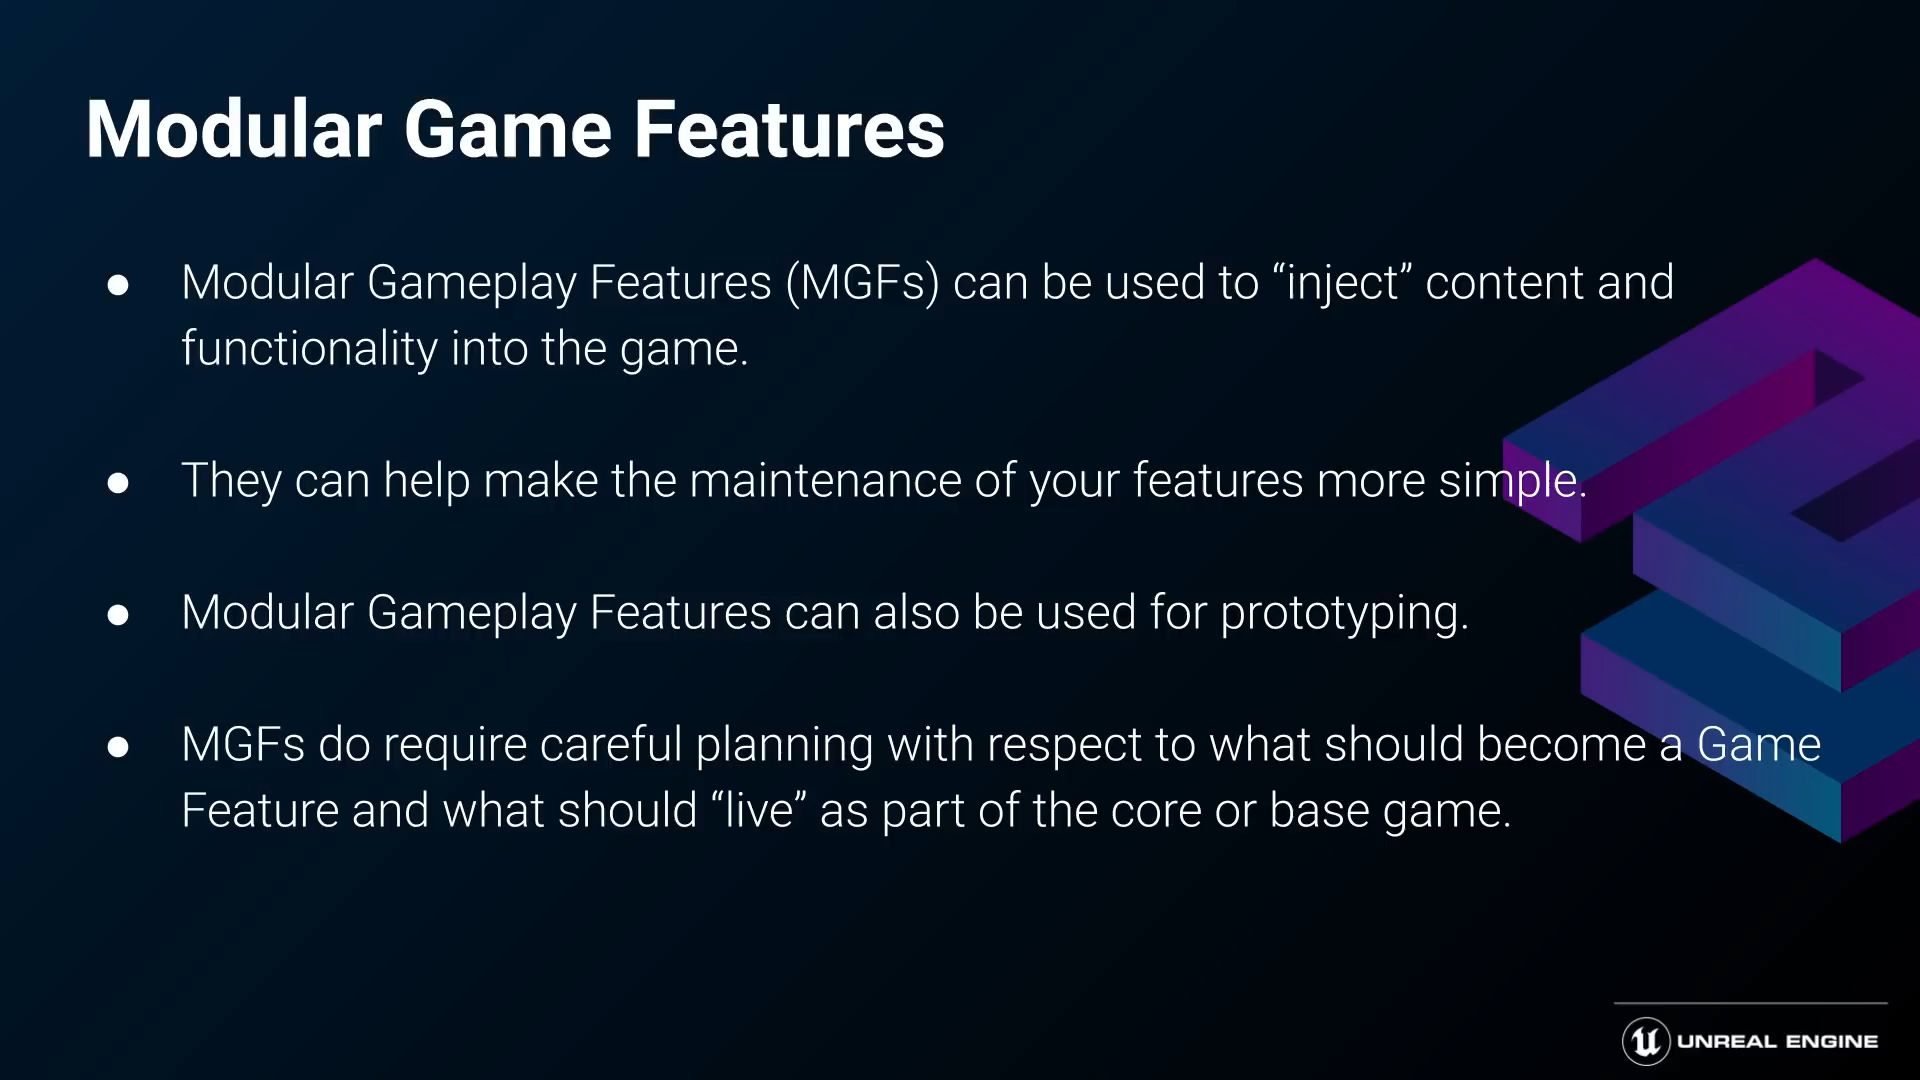 Modular Game Features
● Modular Gameplay Features (MGFs) can be used to “inject” content and
functionality into the game.
● They can help make the maintenance of your features more simple.
● Modular Gameplay Features can also be used for prototyping.
● MGFs do require careful planning with respect to what should become a Game
Feature and what should “live” as part of the core or base game.
UNREAL ENGINE